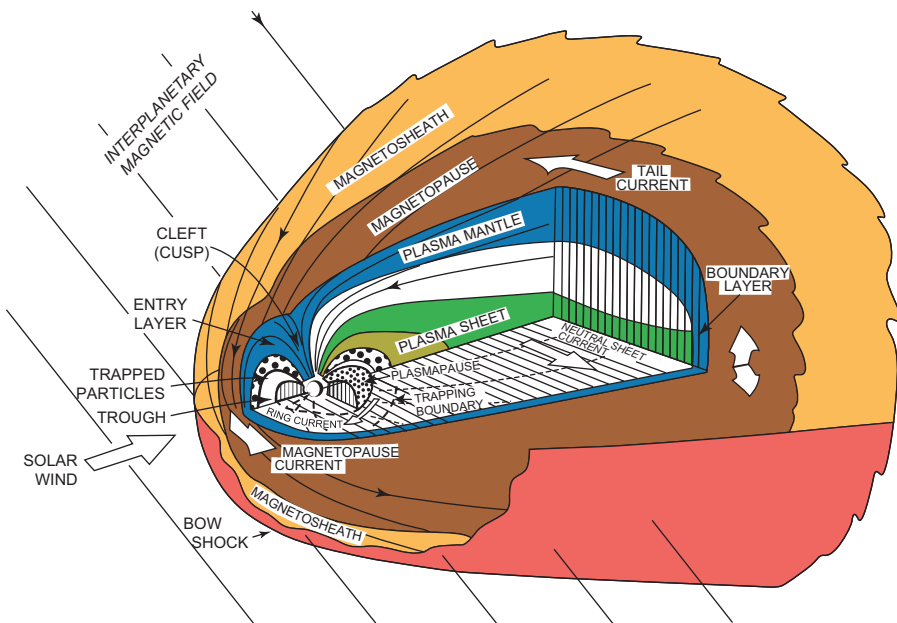 INTERPLANETARY
MAGNETIC FIELD
MAGNETOSHEATH
MAGNETOPAUSE
TAIL
CURRENT
CLEFT
(CUSP)
PLASMA MANTLE
BOUNDARY
LAYER
ENTRY
LAYER
PLASMA SHEET
NEUTRAL SHEET
CURRENT
TRAPPED
PARTICLES
PLASMAPAUSE
TROUGH
TRAPPING
BOUNDARY
RING CURRENT
SOLAR
WIND
MAGNETOPAUSE
CURRENT
MAGNETOSHEATH
BOW
SHOCK